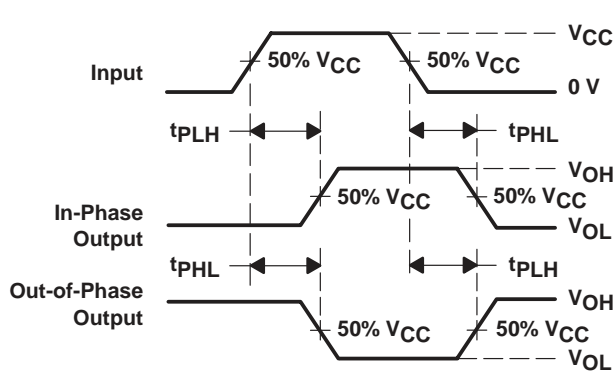 VCC
50% VCC
50% VCC
Input
0 V
tPLH
tPHL
VOH
50% VCC
50% VCC
In-Phase
Output
VOL
tPHL
tPLH
Out-of-Phase
Output
VOH
50% VCC
50% VCC
VOL